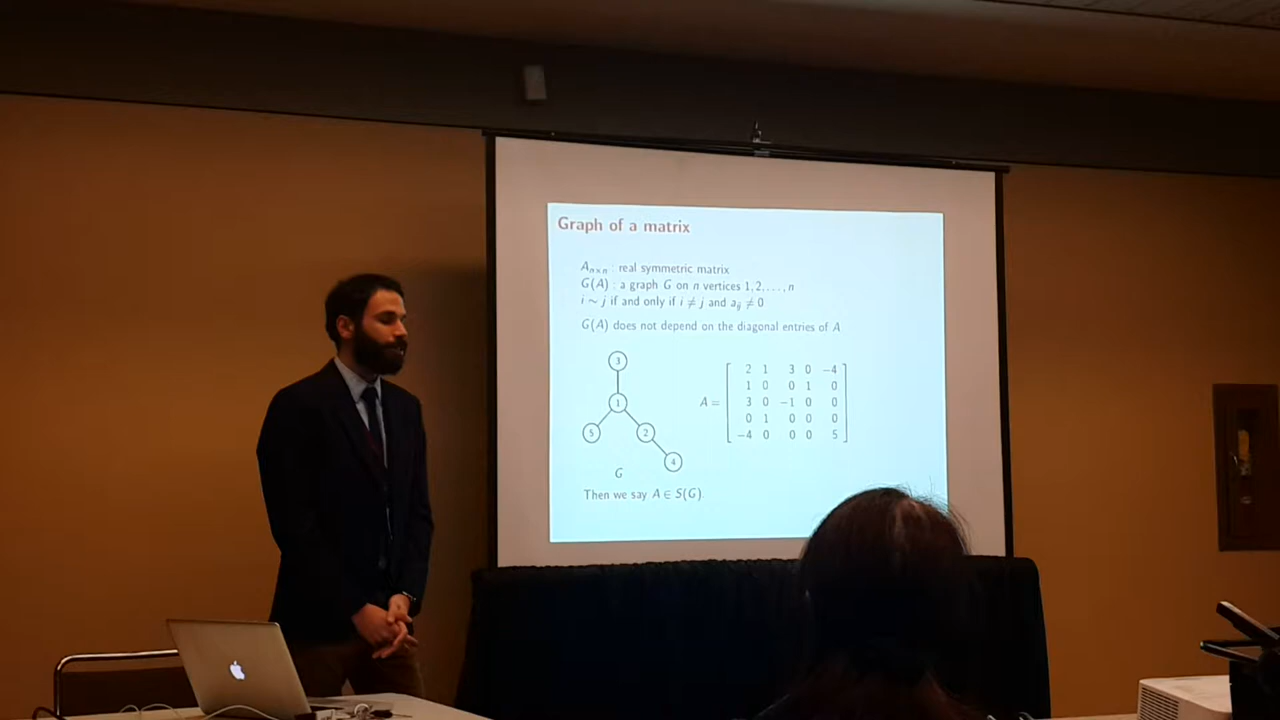 Graph of a matrix
Aₙ×ₙ : real symmetric matrix
G(A) : a graph G on n vertices 1, 2, . . . , n
i ∼ j if and only if i ≠ j and aᵢⱼ ≠ 0
G(A) does not depend on the diagonal entries of A
3
1
5
2
4
G
A =
2 1 3 0 −4
1 0 0 1 0
3 0 −1 0 0
0 1 0 0 0
−4 0 0 0 5
Then we say A ∈ S(G).